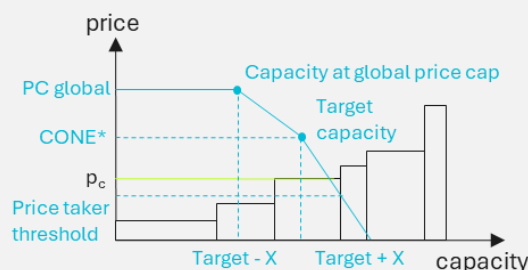 price
PC global
Capacity at global price cap
Target
capacity
CONE*
pc
Price taker
threshold
Target - X
Target + X
capacity